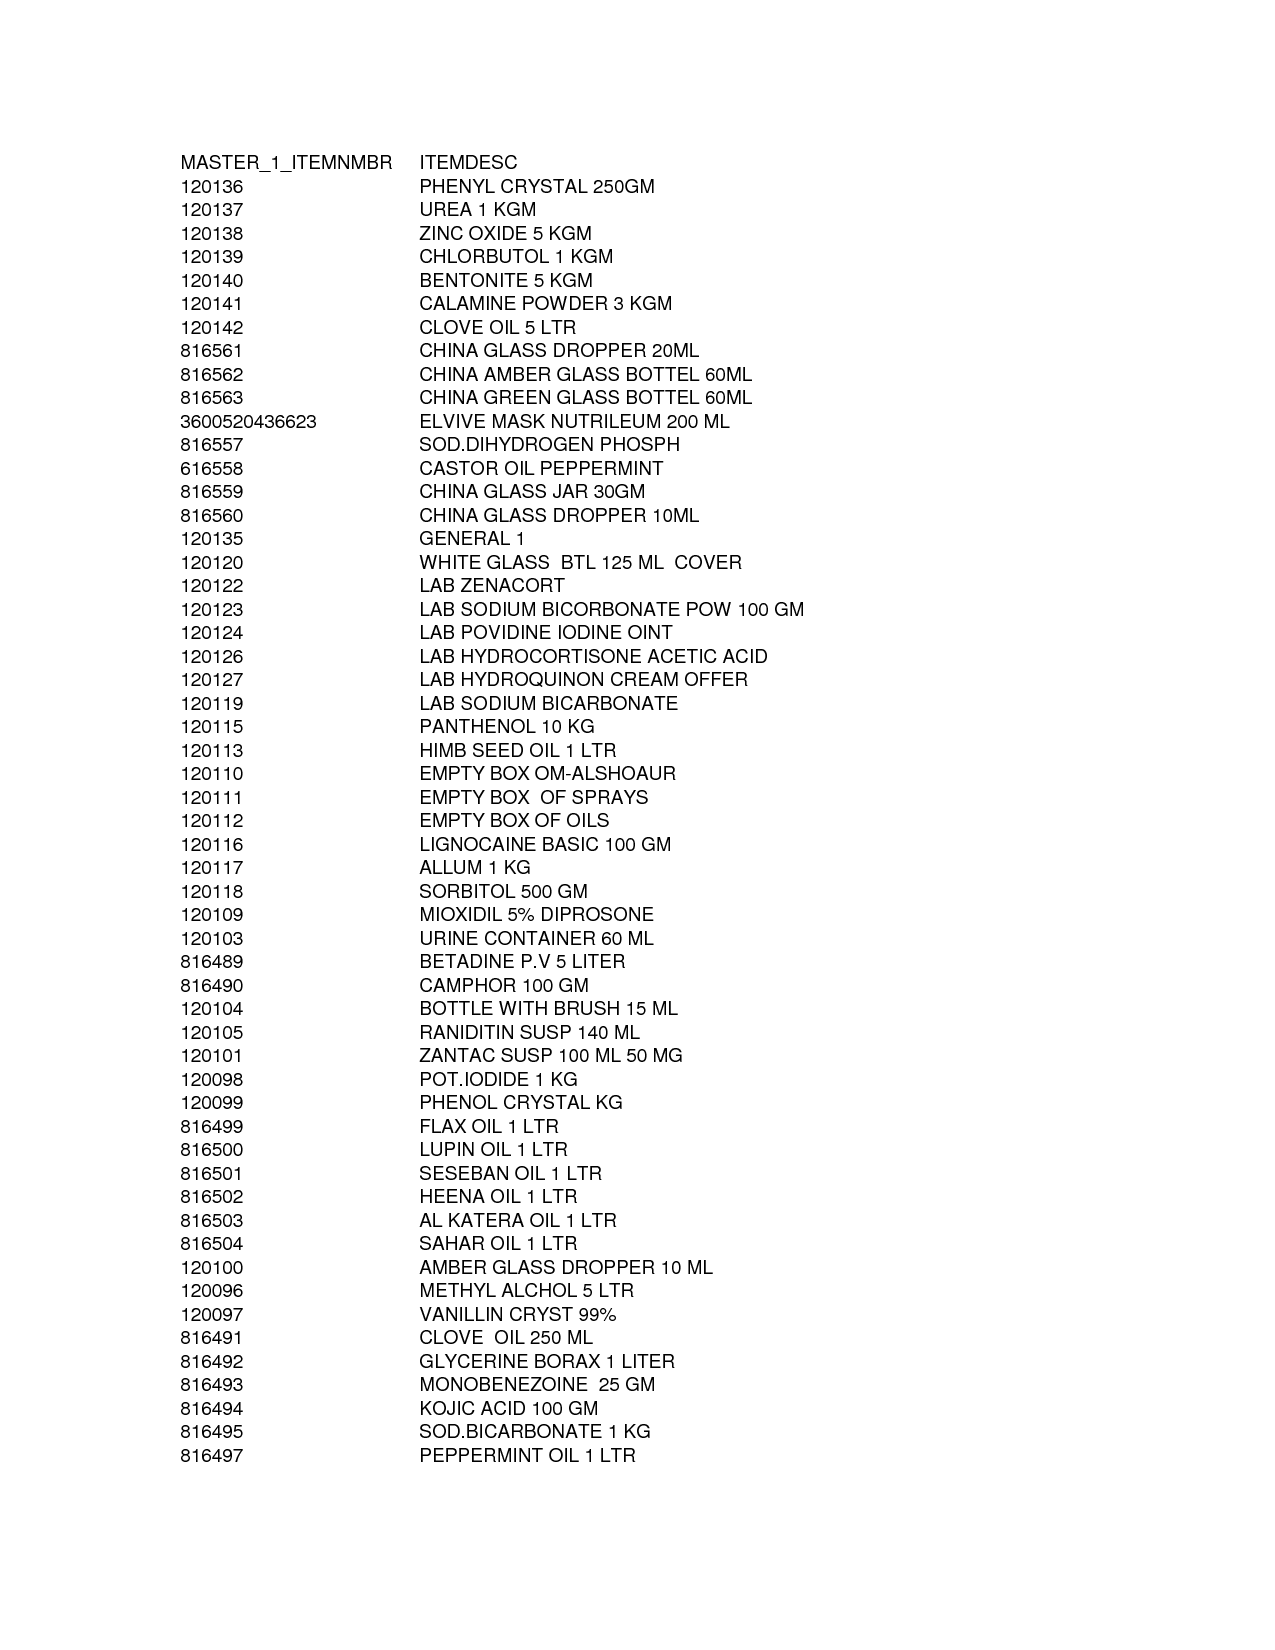 MASTER_1_ITEMNMBR ITEMDESC
120136 PHENYL CRYSTAL 250GM
120137 UREA 1 KGM
120138 ZINC OXIDE 5 KGM
120139 CHLORBUTOL 1 KGM
120140 BENTONITE 5 KGM
120141 CALAMINE POWDER 3 KGM
120142 CLOVE OIL 5 LTR
816561 CHINA GLASS DROPPER 20ML
816562 CHINA AMBER GLASS BOTTEL 60ML
816563 CHINA GREEN GLASS BOTTEL 60ML
3600520436623 ELVIVE MASK NUTRILEUM 200 ML
816557 SOD.DIHYDROGEN PHOSPH
616558 CASTOR OIL PEPPERMINT
816559 CHINA GLASS JAR 30GM
816560 CHINA GLASS DROPPER 10ML
120135 GENERAL 1
120120 WHITE GLASS  BTL 125 ML  COVER
120122 LAB ZENACORT
120123 LAB SODIUM BICORBONATE POW 100 GM
120124 LAB POVIDINE IODINE OINT
120126 LAB HYDROCORTISONE ACETIC ACID
120127 LAB HYDROQUINON CREAM OFFER
120119 LAB SODIUM BICARBONATE
120115 PANTHENOL 10 KG
120113 HIMB SEED OIL 1 LTR
120110 EMPTY BOX OM-ALSHOAUR
120111 EMPTY BOX  OF SPRAYS
120112 EMPTY BOX OF OILS
120116 LIGNOCAINE BASIC 100 GM
120117 ALLUM 1 KG
120118 SORBITOL 500 GM
120109 MIOXIDIL 5% DIPROSONE
120103 URINE CONTAINER 60 ML
816489 BETADINE P.V 5 LITER
816490 CAMPHOR 100 GM
120104 BOTTLE WITH BRUSH 15 ML
120105 RANIDITIN SUSP 140 ML
120101 ZANTAC SUSP 100 ML 50 MG
120098 POT.IODIDE 1 KG
120099 PHENOL CRYSTAL KG
816499 FLAX OIL 1 LTR
816500 LUPIN OIL 1 LTR
816501 SESEBAN OIL 1 LTR
816502 HEENA OIL 1 LTR
816503 AL KATERA OIL 1 LTR
816504 SAHAR OIL 1 LTR
120100 AMBER GLASS DROPPER 10 ML
120096 METHYL ALCHOL 5 LTR
120097 VANILLIN CRYST 99%
816491 CLOVE  OIL 250 ML
816492 GLYCERINE BORAX 1 LITER
816493 MONOBENEZOINE  25 GM
816494 KOJIC ACID 100 GM
816495 SOD.BICARBONATE 1 KG
816497 PEPPERMINT OIL 1 LTR